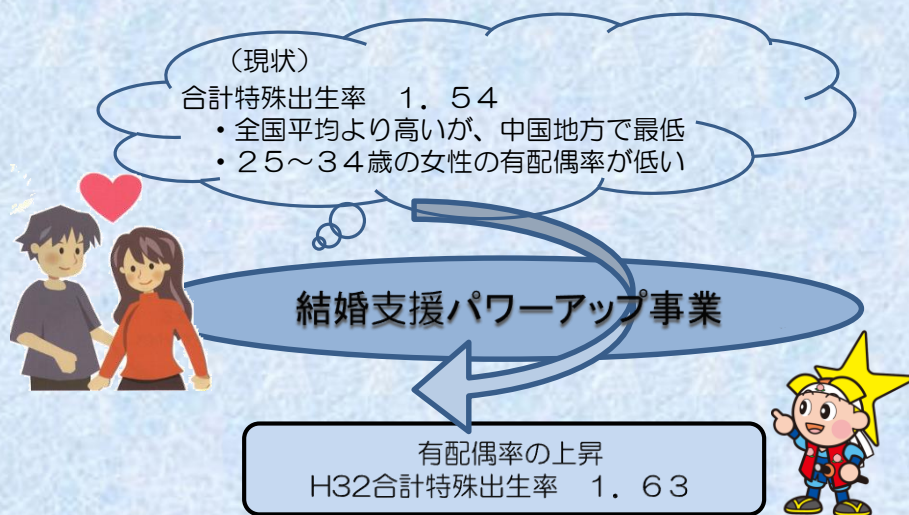 （現状）
合計特殊出生率　１．５４
・全国平均より高いが、中国地方で最低
・２５～３４歳の女性の有配偶率が低い
結婚支援パワーアップ事業
有配偶率の上昇
H32合計特殊出生率　１．６３